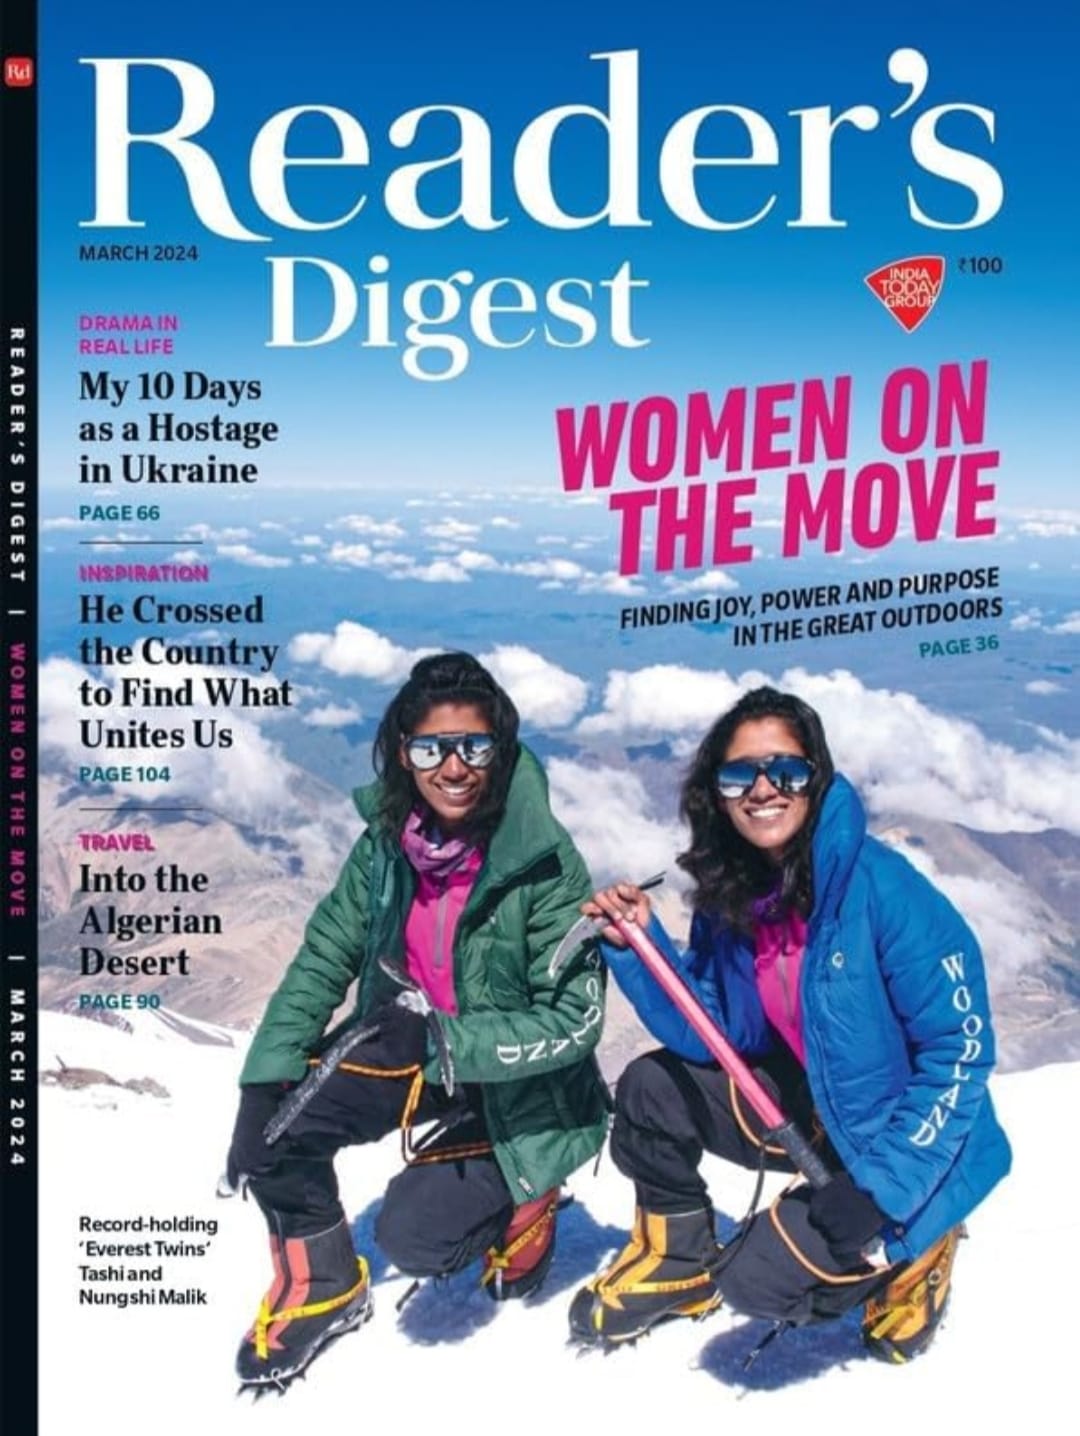 Rd
READER'S DIGEST | WOMEN ON THE MOVE | MARCH 2024
Reader's
Digest
MARCH 2024
INDIA
TODAY
GROUP
₹100
DRAMA IN
REAL LIFE
My 10 Days
as a Hostage
in Ukraine
PAGE 66
INSPIRATION
He Crossed
the Country
to Find What
Unites Us
PAGE 104
TRAVEL
Into the
Algerian
Desert
PAGE 90
WOMEN ON
THE MOVE
FINDING JOY, POWER AND PURPOSE
IN THE GREAT OUTDOORS
PAGE 36
WOODLAND
Record-holding
‘Everest Twins’
Tashi and
Nungshi Malik